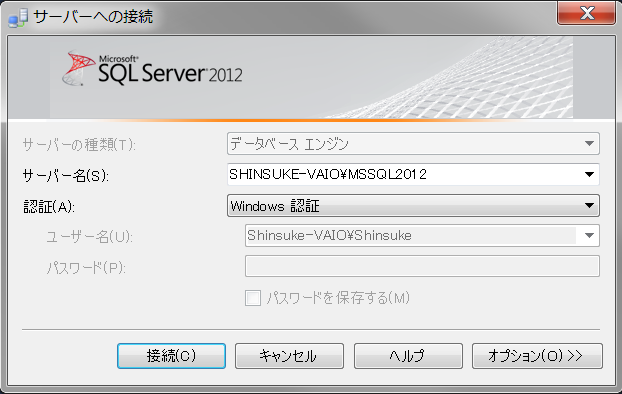 サーバーへの接続
Microsoft®
SQL Server® 2012
サーバーの種類(T):
データベース エンジン
サーバー名(S):
SHINSUKE-VAIO¥MSSQL2012
認証(A):
Windows 認証
ユーザー名(U):
Shinsuke-VAIO¥Shinsuke
パスワード(P):
パスワードを保存する(M)
接続(C)
キャンセル
ヘルプ
オプション(O) >>